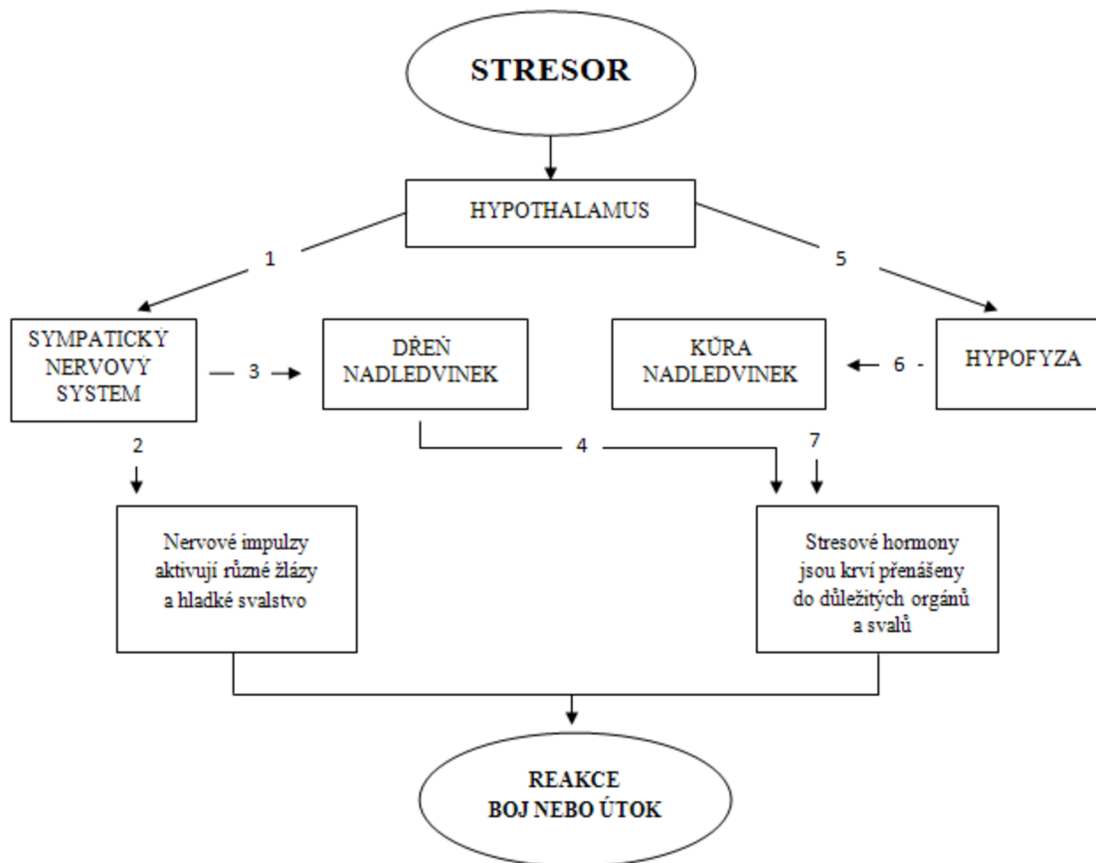 STRESOR
HYPOTHALAMUS
1
5
SYMPATICKÝ
NERVOVÝ
SYSTEM
3
DŘEŇ
NADLEDVINEK
KŮRA
NADLEDVINEK
6
HYPOFYZA
2
4
7
Nervové impulzy
aktivují různé žlázy
a hladké svalstvo
Stresové hormony
jsou krví přenášeny
do důležitých orgánů
a svalů
REAKCE
BOJ NEBO ÚTOK